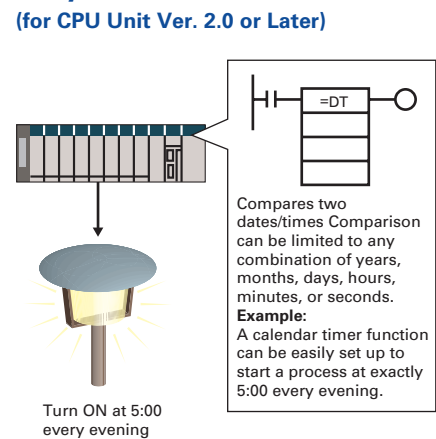 (for CPU Unit Ver. 2.0 or Later)
=DT
Compares two
dates/times Comparison
can be limited to any
combination of years,
months, days, hours,
minutes, or seconds.
Example:
A calendar timer function
can be easily set up to
start a process at exactly
5:00 every evening.
Turn ON at 5:00
every evening